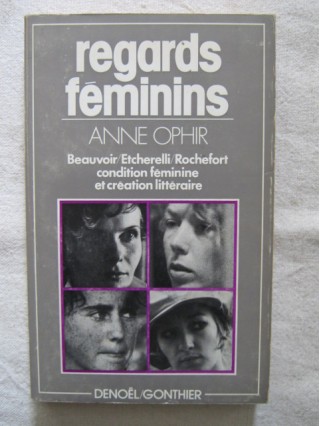 regards
féminins
ANNE OPHIR
Beauvoir/Etcherelli/Rochefort
condition féminine
et création littéraire
DENOËL/GONTHIER